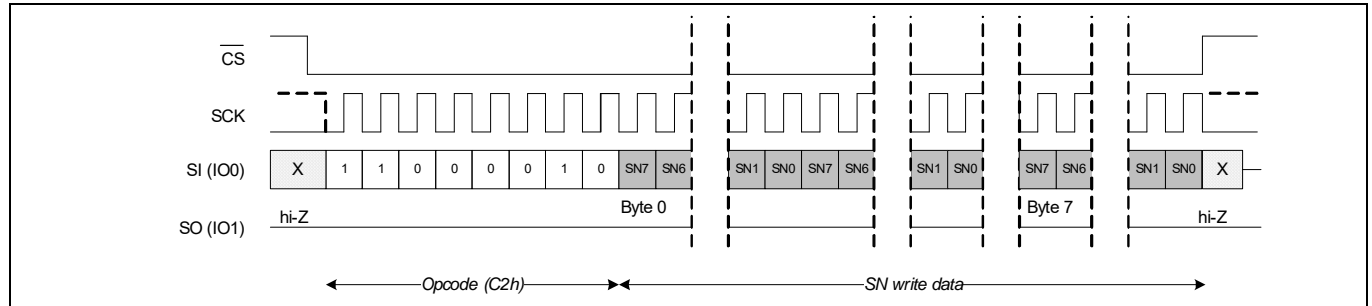 CS
SCK
SI (IO0) X 1 1 0 0 0 0 1 0 SN7 SN6 SN1 SN0 SN7 SN6 SN1 SN0 SN7 SN6 SN1 SN0 X
Byte 0 Byte 7
hi-Z hi-Z
SO (IO1)
Opcode (C2h) SN write data